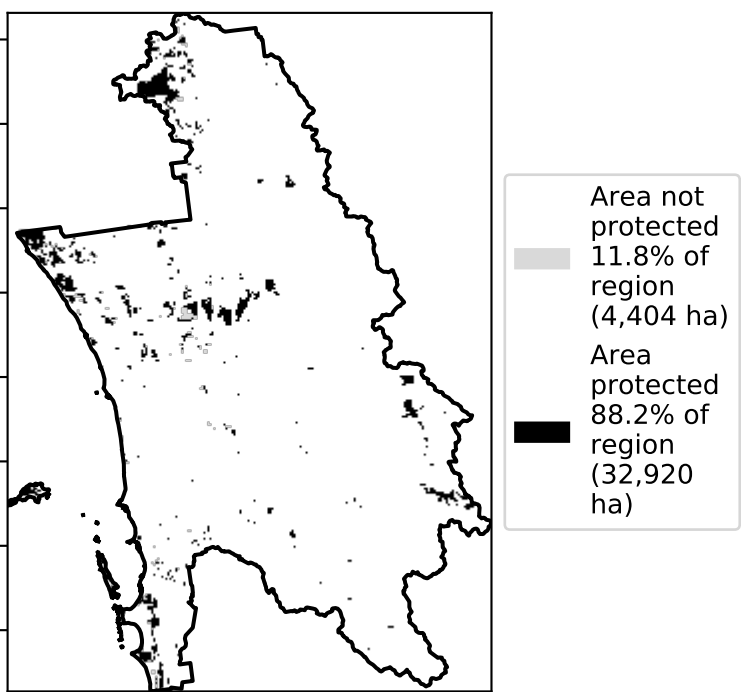 Area not
protected
11.8% of
region
(4,404 ha)
Area
protected
88.2% of
region
(32,920
ha)